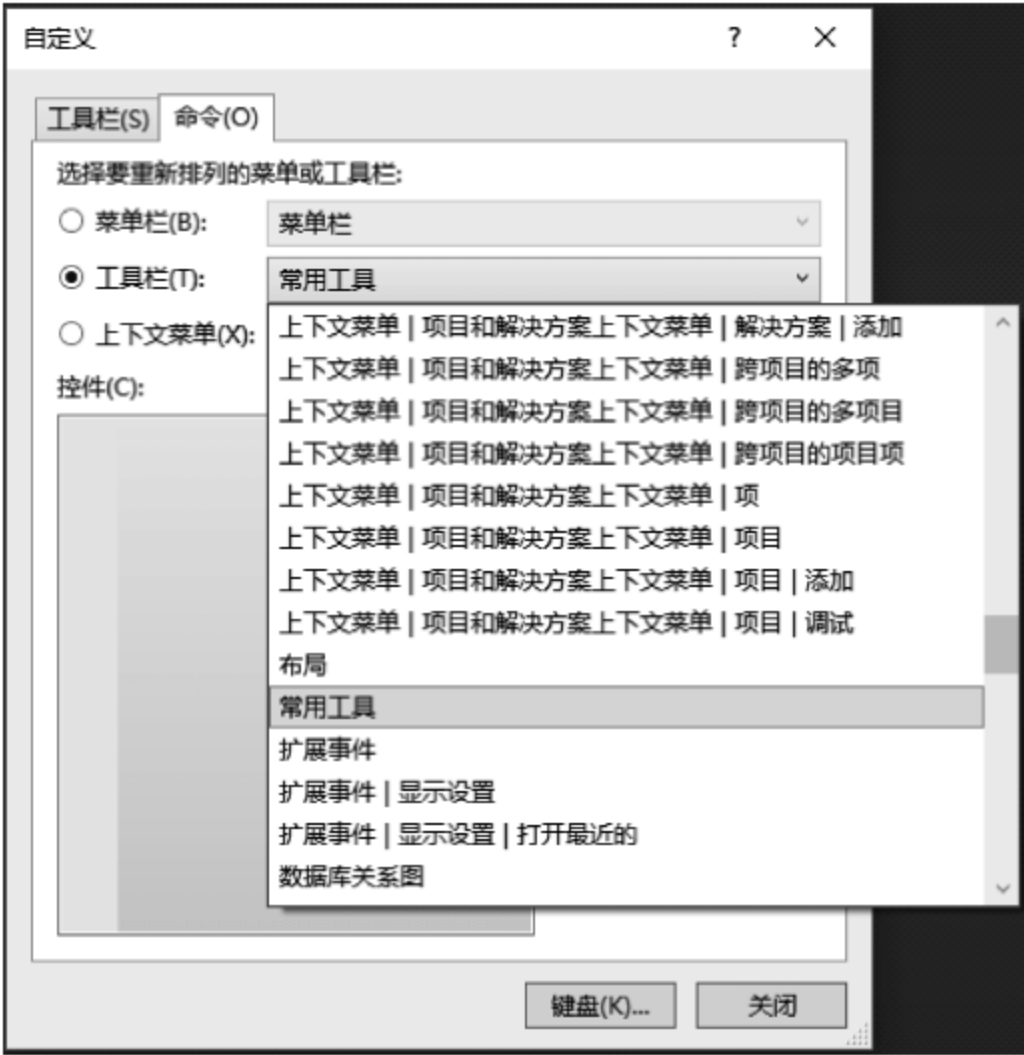 自定义
?
工具栏(S) 命令(O)
选择要重新排列的菜单或工具栏:
菜单栏(B): 菜单栏
工具栏(T): 常用工具
上下文菜单(X):
控件(C):
上下文菜单 | 项目和解决方案上下文菜单 | 解决方案 | 添加
上下文菜单 | 项目和解决方案上下文菜单 | 跨项目的多项
上下文菜单 | 项目和解决方案上下文菜单 | 跨项目的多项目
上下文菜单 | 项目和解决方案上下文菜单 | 跨项目的项目项
上下文菜单 | 项目和解决方案上下文菜单 | 项
上下文菜单 | 项目和解决方案上下文菜单 | 项目
上下文菜单 | 项目和解决方案上下文菜单 | 项目 | 添加
上下文菜单 | 项目和解决方案上下文菜单 | 项目 | 调试
布局
常用工具
扩展事件
扩展事件 | 显示设置
扩展事件 | 显示设置 | 打开最近的
数据库关系图
键盘(K)... 关闭